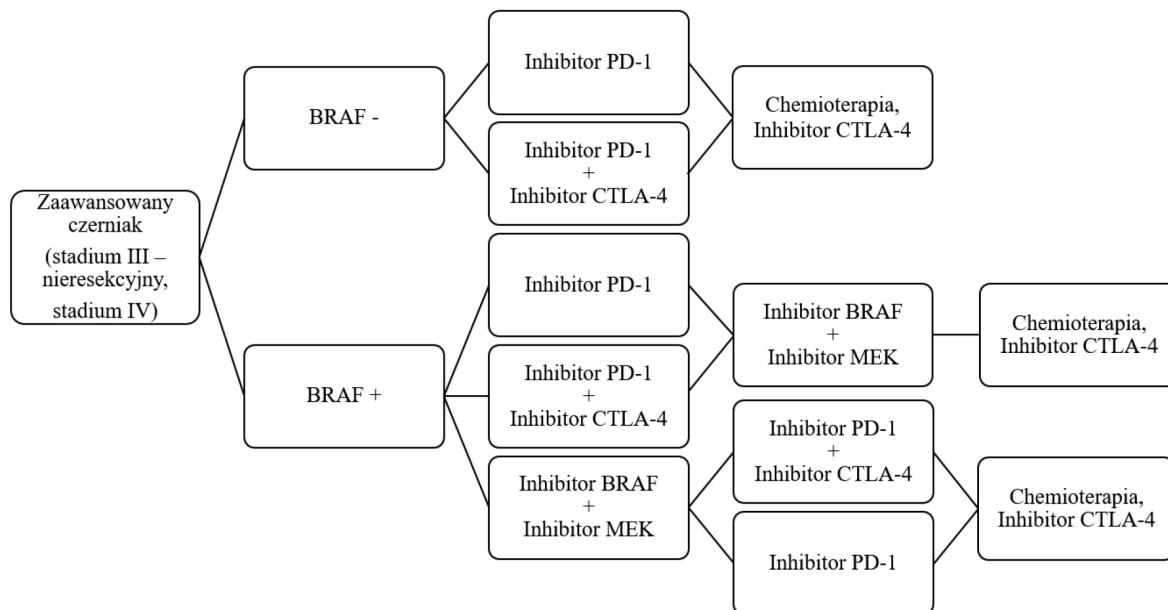 Zaawansowany
czerniak
(stadium III –
nieresekcyjny,
stadium IV)
BRAF -
Inhibitor PD-1
Inhibitor PD-1
+
Inhibitor CTLA-4
Chemioterapia,
Inhibitor CTLA-4
BRAF +
Inhibitor PD-1
Inhibitor PD-1
+
Inhibitor CTLA-4
Inhibitor BRAF
+
Inhibitor MEK
Inhibitor BRAF
+
Inhibitor MEK
Chemioterapia,
Inhibitor CTLA-4
Inhibitor PD-1
+
Inhibitor CTLA-4
Inhibitor PD-1
Chemioterapia,
Inhibitor CTLA-4